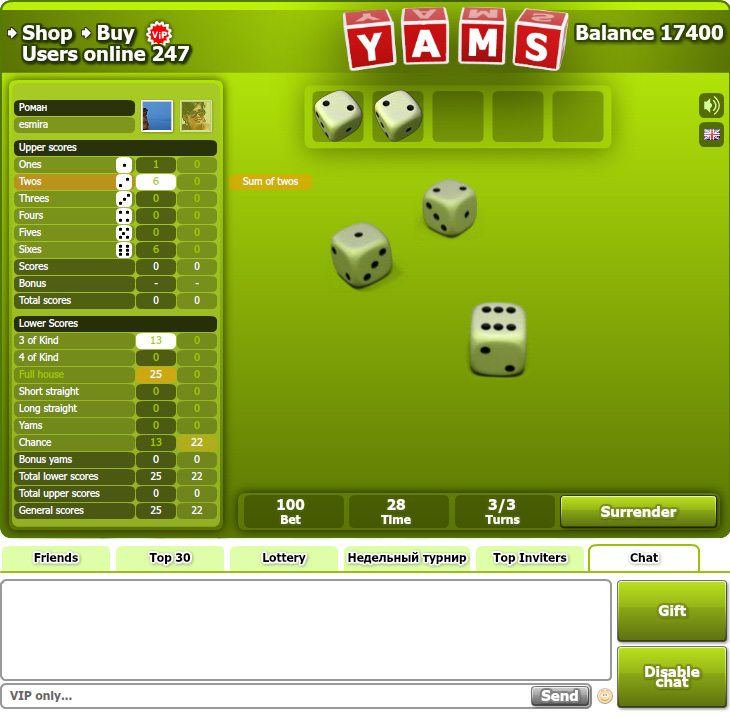 Shop Buy ViP
Users online 247
YAMS
YAMS
Balance 17400
Роман
esmira
Upper scores
Ones 1 0
Twos 6 0
Sum of twos
Threes 0 0
Fours 0 0
Fives 0 0
Sixes 6 0
Scores 0 0
Bonus - -
Total scores 0 0
Lower Scores
3 of Kind 13 0
4 of Kind 0 0
Full house 25 0
Short straight 0 0
Long straight 0 0
Yams 0 0
Chance 13 22
Bonus yams 0 0
Total lower scores 25 22
Total upper scores 0 0
General scores 25 22
100 28 3/3
Bet Time Turns
Surrender
Friends Top 30 Lottery Недельный турнир Top Inviters Chat
Gift
Disable
chat
VIP only... Send